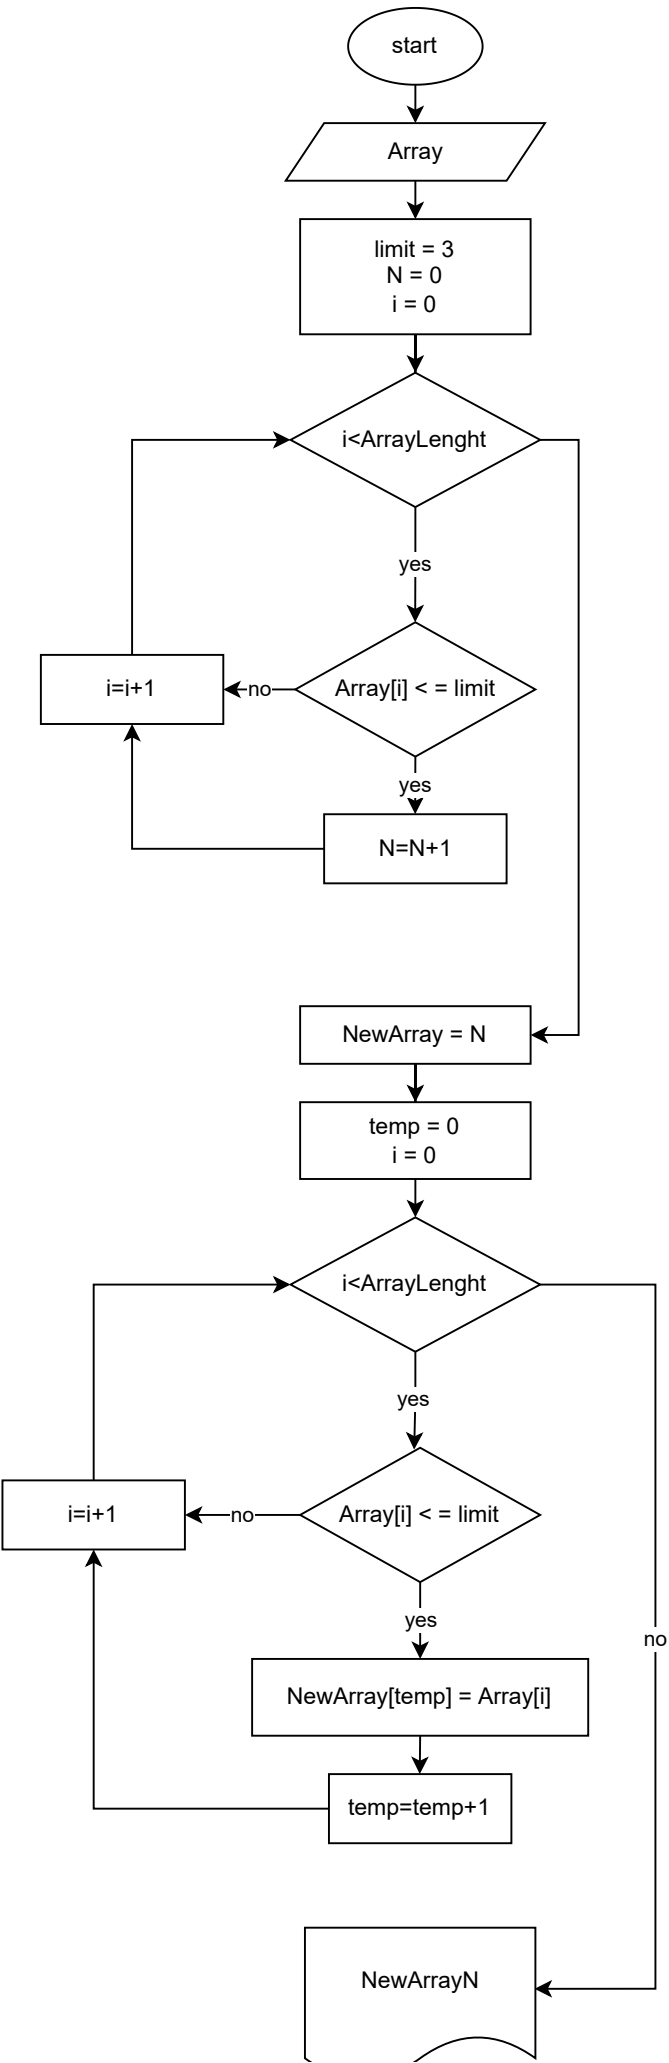 start
Array
limit = 3
N = 0
i = 0
i<ArrayLenght
yes
Array[i] < = limit
no
i=i+1
yes
N=N+1
NewArray = N
temp = 0
i = 0
i<ArrayLenght
yes
Array[i] < = limit
no
i=i+1
yes
no
NewArray[temp] = Array[i]
temp=temp+1
NewArrayN